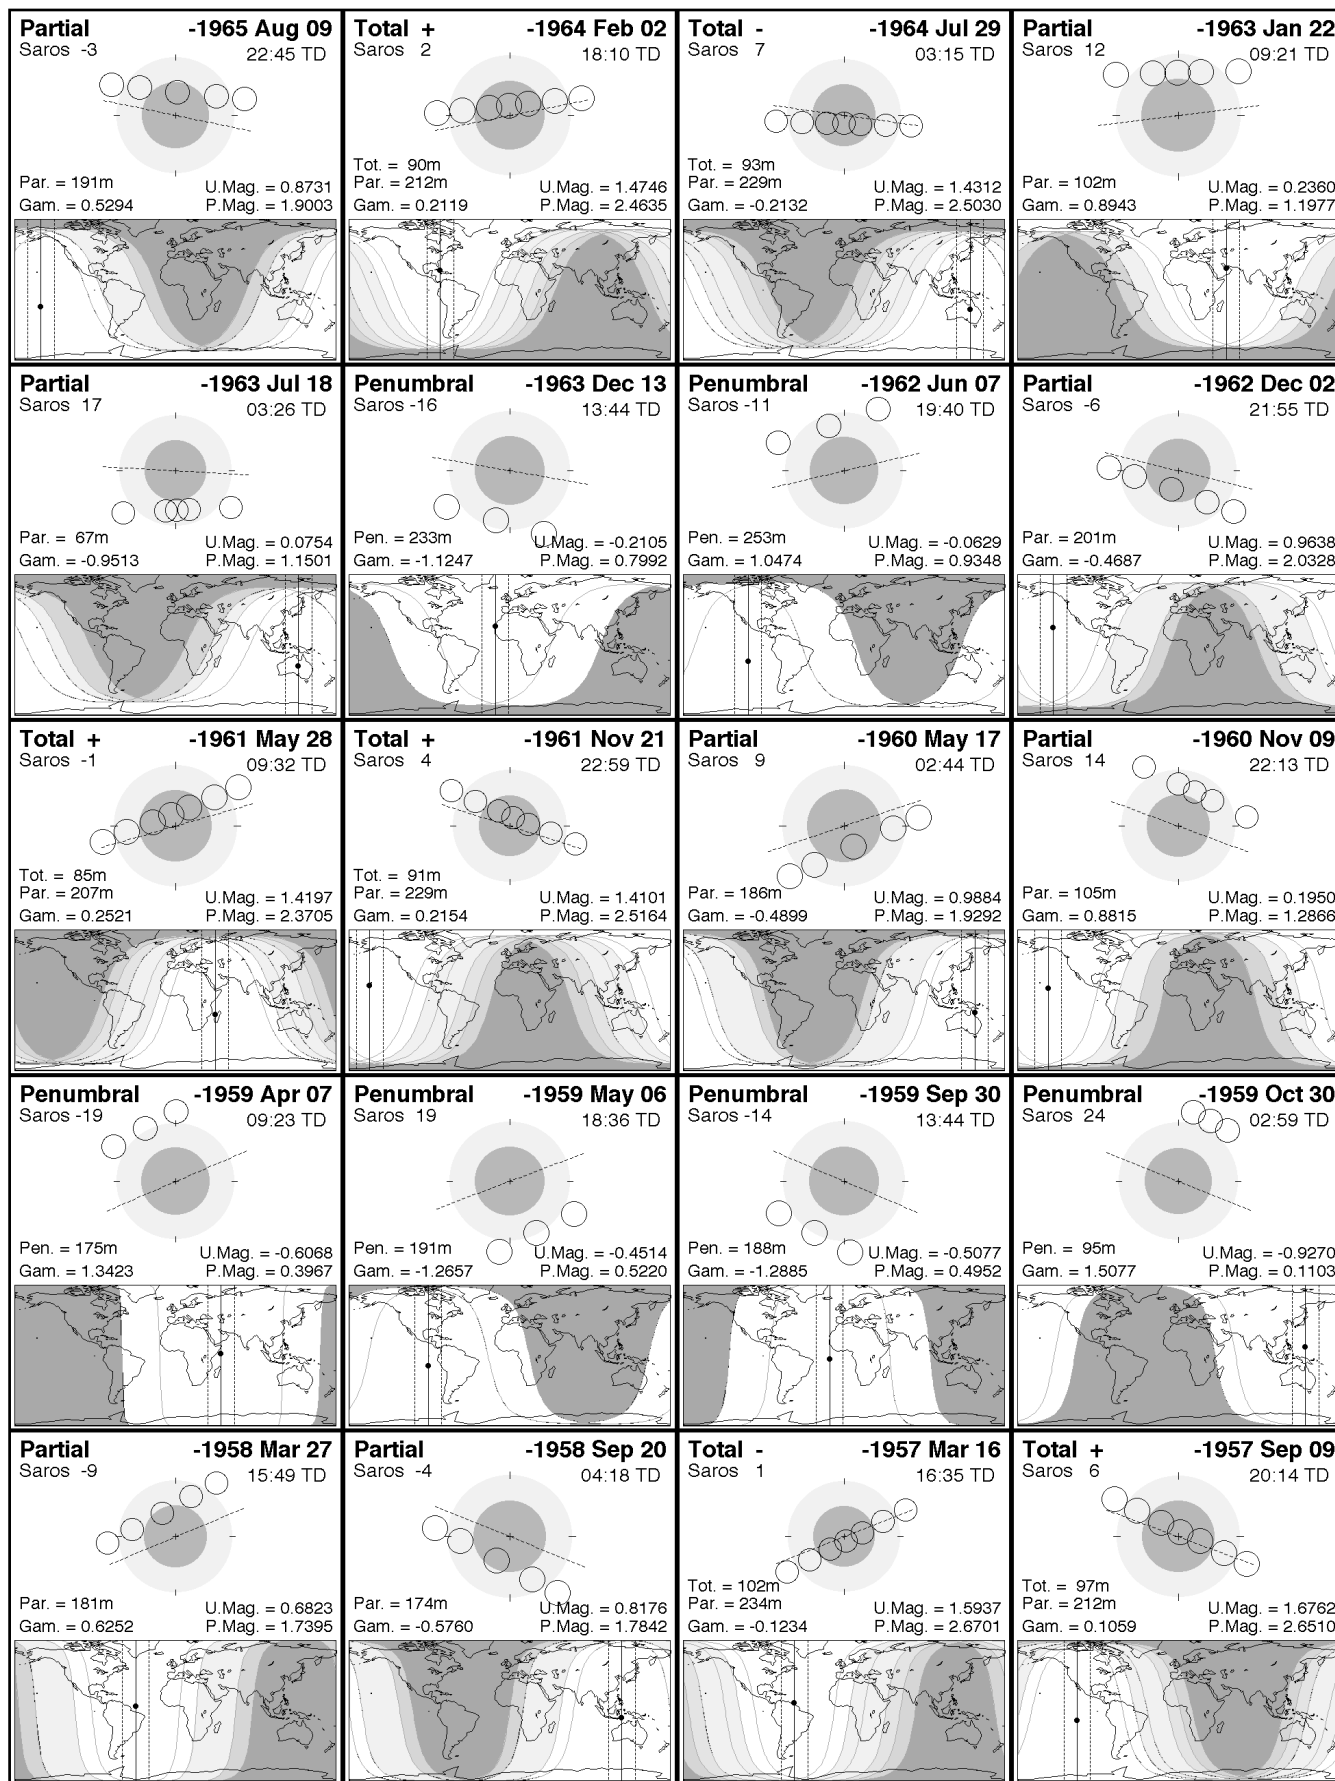 Partial -1965 Aug 09
Saros -3 22:45 TD
Par. = 191m U.Mag. = 0.8731
Gam. = 0.5294 P.Mag. = 1.9003
Total + -1964 Feb 02
Saros 2 18:10 TD
Tot. = 90m
Par. = 212m U.Mag. = 1.4746
Gam. = 0.2119 P.Mag. = 2.4635
Total - -1964 Jul 29
Saros 7 03:15 TD
Tot. = 93m
Par. = 229m U.Mag. = 1.4312
Gam. = -0.2132 P.Mag. = 2.5030
Partial -1963 Jan 22
Saros 12 09:21 TD
Par. = 102m U.Mag. = 0.2360
Gam. = 0.8943 P.Mag. = 1.1977
Partial -1963 Jul 18
Saros 17 03:26 TD
Par. = 67m U.Mag. = 0.0754
Gam. = -0.9513 P.Mag. = 1.1501
Penumbral -1963 Dec 13
Saros -16 13:44 TD
Pen. = 233m U.Mag. = -0.2105
Gam. = -1.1247 P.Mag. = 0.7992
Penumbral -1962 Jun 07
Saros -11 19:40 TD
Pen. = 253m U.Mag. = -0.0629
Gam. = 1.0474 P.Mag. = 0.9348
Partial -1962 Dec 02
Saros -6 21:55 TD
Par. = 201m U.Mag. = 0.9638
Gam. = -0.4687 P.Mag. = 2.0328
Total + -1961 May 28
Saros -1 09:32 TD
Tot. = 85m
Par. = 207m U.Mag. = 1.4197
Gam. = 0.2521 P.Mag. = 2.3705
Total + -1961 Nov 21
Saros 4 22:59 TD
Tot. = 91m
Par. = 229m U.Mag. = 1.4101
Gam. = 0.2154 P.Mag. = 2.5164
Partial -1960 May 17
Saros 9 02:44 TD
Par. = 186m U.Mag. = 0.9884
Gam. = -0.4899 P.Mag. = 1.9292
Partial -1960 Nov 09
Saros 14 22:13 TD
Par. = 105m U.Mag. = 0.1950
Gam. = 0.8815 P.Mag. = 1.2866
Penumbral -1959 Apr 07
Saros -19 09:23 TD
Pen. = 175m U.Mag. = -0.6068
Gam. = 1.3423 P.Mag. = 0.3967
Penumbral -1959 May 06
Saros 19 18:36 TD
Pen. = 191m U.Mag. = -0.4514
Gam. = -1.2657 P.Mag. = 0.5220
Penumbral -1959 Sep 30
Saros -14 13:44 TD
Pen. = 188m U.Mag. = -0.5077
Gam. = -1.2885 P.Mag. = 0.4952
Penumbral -1959 Oct 30
Saros 24 02:59 TD
Pen. = 95m U.Mag. = -0.9270
Gam. = 1.5077 P.Mag. = 0.1103
Partial -1958 Mar 27
Saros -9 15:49 TD
Par. = 181m U.Mag. = 0.6823
Gam. = 0.6252 P.Mag. = 1.7395
Partial -1958 Sep 20
Saros -4 04:18 TD
Par. = 174m U.Mag. = 0.8176
Gam. = -0.5760 P.Mag. = 1.7842
Total - -1957 Mar 16
Saros 1 16:35 TD
Tot. = 102m
Par. = 234m U.Mag. = 1.5937
Gam. = -0.1234 P.Mag. = 2.6701
Total + -1957 Sep 09
Saros 6 20:14 TD
Tot. = 97m
Par. = 212m U.Mag. = 1.6762
Gam. = 0.1059 P.Mag. = 2.6510